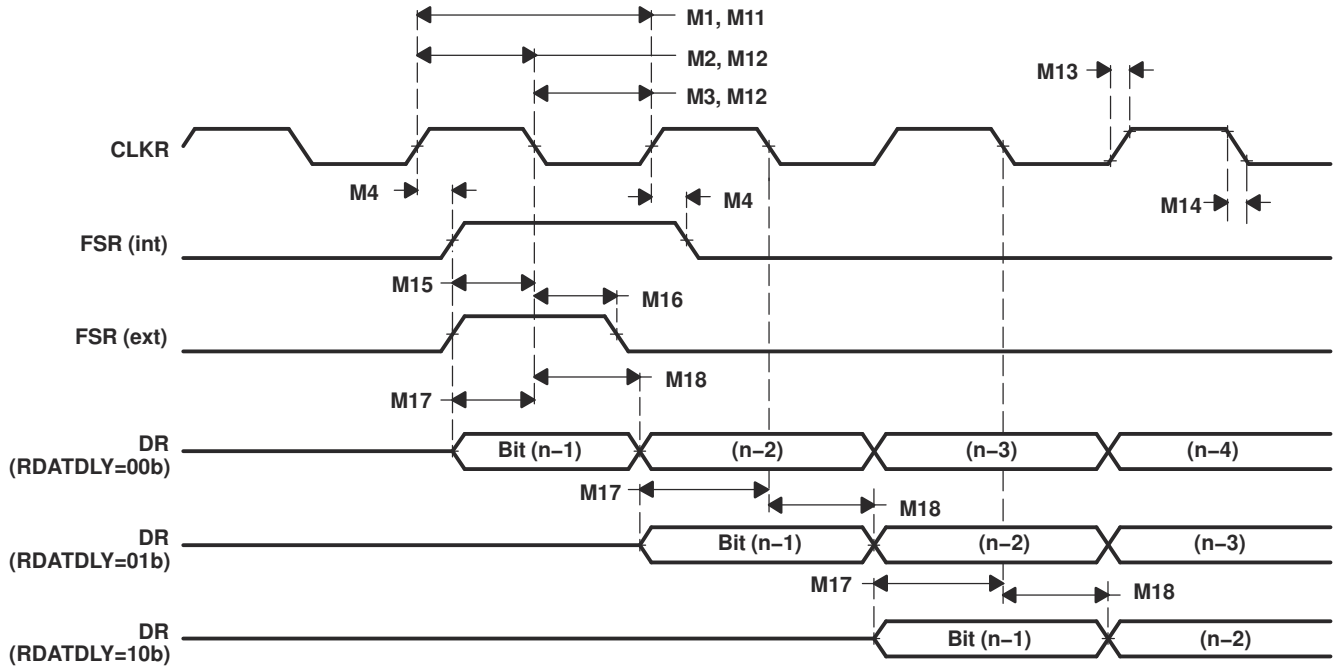 M1, M11
M2, M12
M13
M3, M12
CLKR
M4
M4
M14
FSR (int)
M15
M16
FSR (ext)
M18
M17
DR
(RDATDLY=00b)
Bit (n−1)
(n−2)
(n−3)
(n−4)
M17
M18
DR
(RDATDLY=01b)
Bit (n−1)
(n−2)
(n−3)
M17
M18
DR
(RDATDLY=10b)
Bit (n−1)
(n−2)